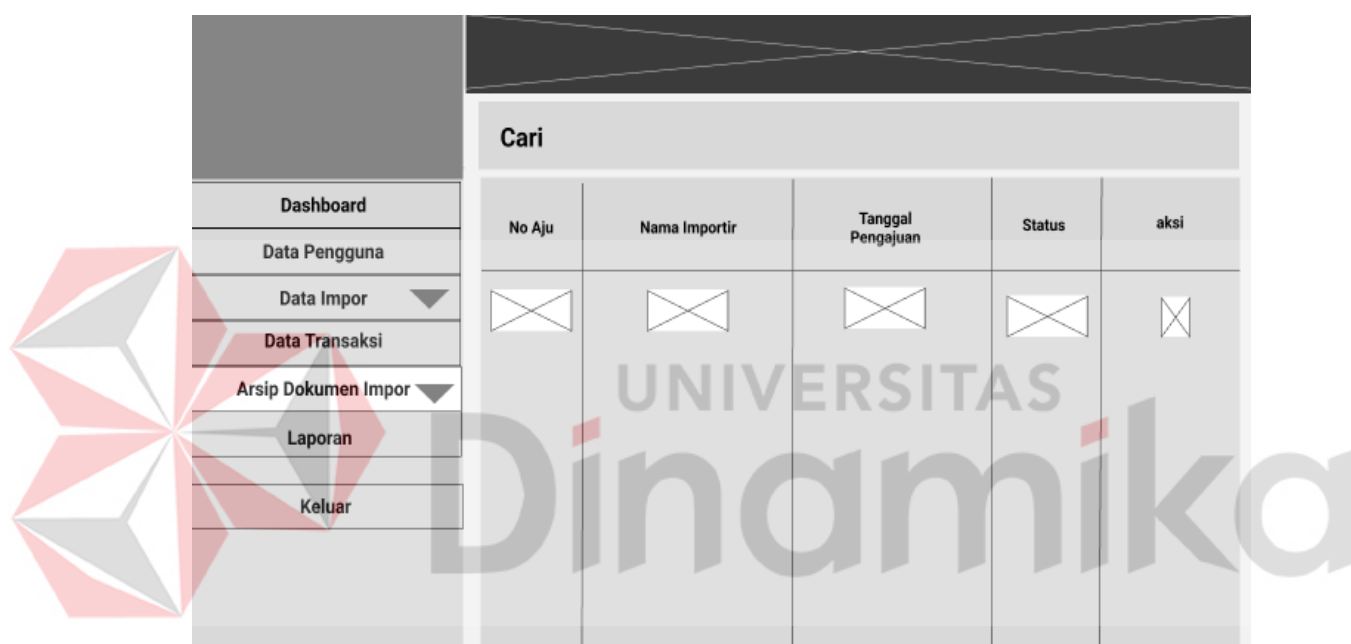 Cari
Dashboard
Data Pengguna
Data Impor
Data Transaksi
Arsip Dokumen Impor
Laporan
Keluar
No Aju
Nama Importir
Tanggal
Pengajuan
Status
aksi
UNIVERSITAS
Dinamika